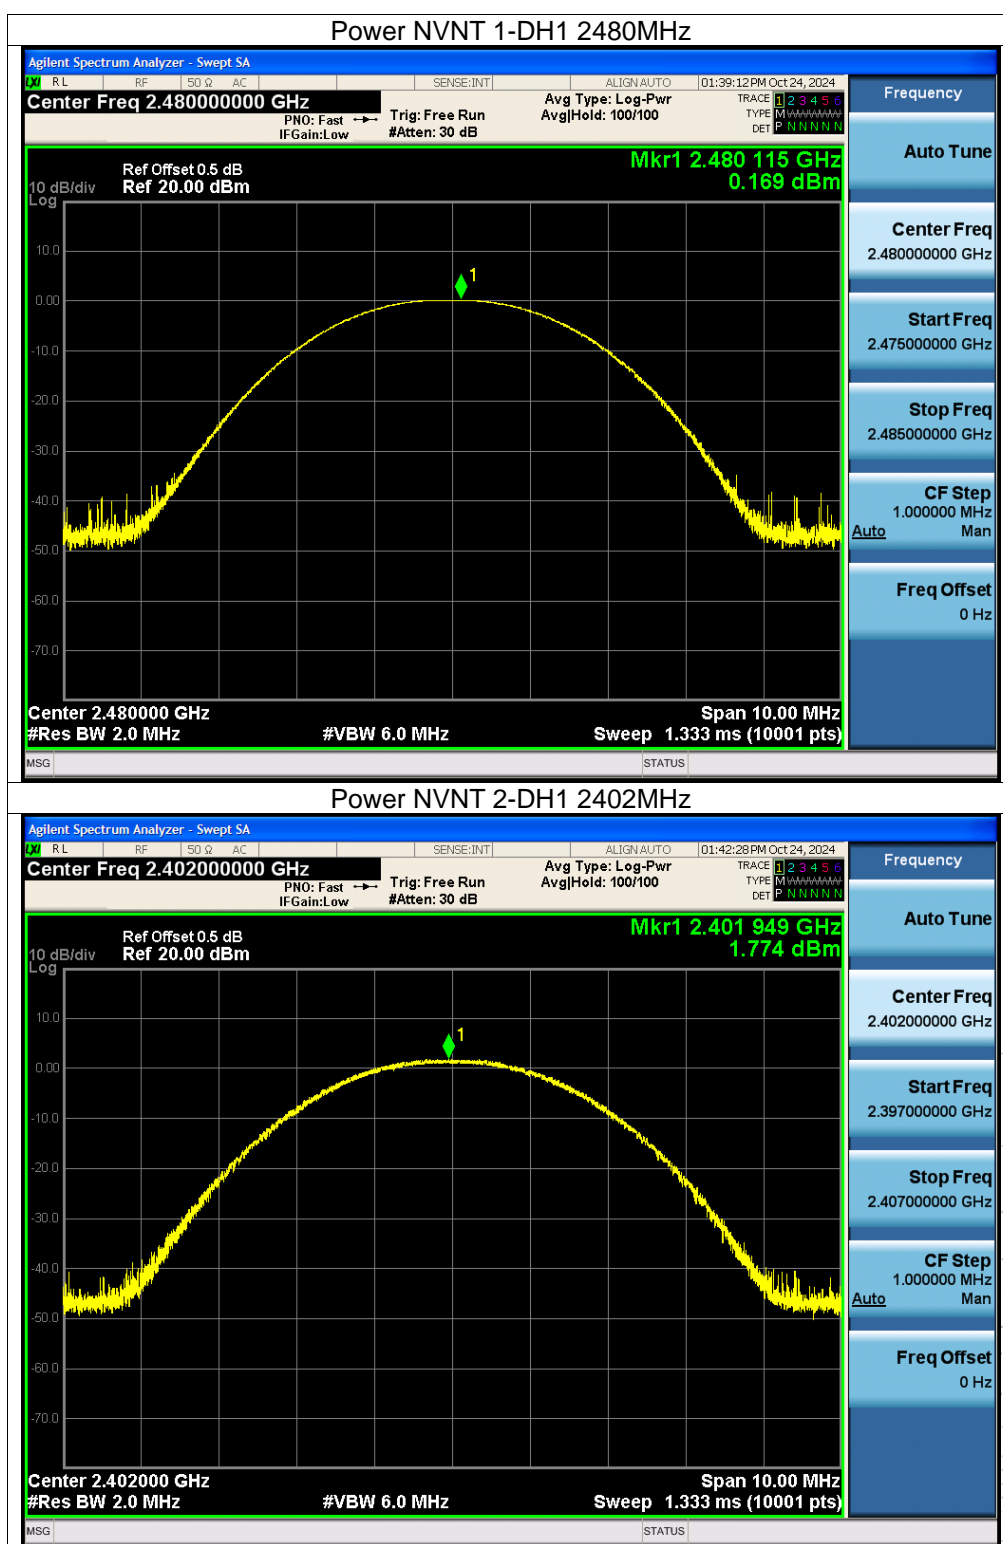 Power NVNT 1-DH1 2480MHz
Agilent Spectrum Analyzer - Swept SA
LXI RL RF 50 Ω AC SENSE:INT ALIGN AUTO 01:39:12 PM Oct 24, 2024
Center Freq 2.480000000 GHz
PNO: Fast
IFGain:Low
Trig: Free Run
#Atten: 30 dB
Avg Type: Log-Pwr
Avg|Hold: 100/100
TRACE 1 2 3 4 5 6
TYPE M
DET P N N N N N
Frequency
Mkr1 2.480 115 GHz
0.169 dBm
Ref Offset 0.5 dB
10 dB/div Ref 20.00 dBm
Log
10.0
0.00
-10.0
-20.0
-30.0
-40.0
-50.0
-60.0
-70.0
1
Auto Tune
Center Freq
2.480000000 GHz
Start Freq
2.475000000 GHz
Stop Freq
2.485000000 GHz
CF Step
1.000000 MHz
Auto Man
Freq Offset
0 Hz
Center 2.480000 GHz Span 10.00 MHz
#Res BW 2.0 MHz #VBW 6.0 MHz Sweep 1.333 ms (10001 pts)
MSG STATUS
Power NVNT 2-DH1 2402MHz
Agilent Spectrum Analyzer - Swept SA
LXI RL RF 50 Ω AC SENSE:INT ALIGN AUTO 01:42:28 PM Oct 24, 2024
Center Freq 2.402000000 GHz
PNO: Fast
IFGain:Low
Trig: Free Run
#Atten: 30 dB
Avg Type: Log-Pwr
Avg|Hold: 100/100
TRACE 1 2 3 4 5 6
TYPE M
DET P N N N N N
Frequency
Mkr1 2.401 949 GHz
1.774 dBm
Ref Offset 0.5 dB
10 dB/div Ref 20.00 dBm
Log
10.0
0.00
-10.0
-20.0
-30.0
-40.0
-50.0
-60.0
-70.0
1
Auto Tune
Center Freq
2.402000000 GHz
Start Freq
2.397000000 GHz
Stop Freq
2.407000000 GHz
CF Step
1.000000 MHz
Auto Man
Freq Offset
0 Hz
Center 2.402000 GHz Span 10.00 MHz
#Res BW 2.0 MHz #VBW 6.0 MHz Sweep 1.333 ms (10001 pts)
MSG STATUS